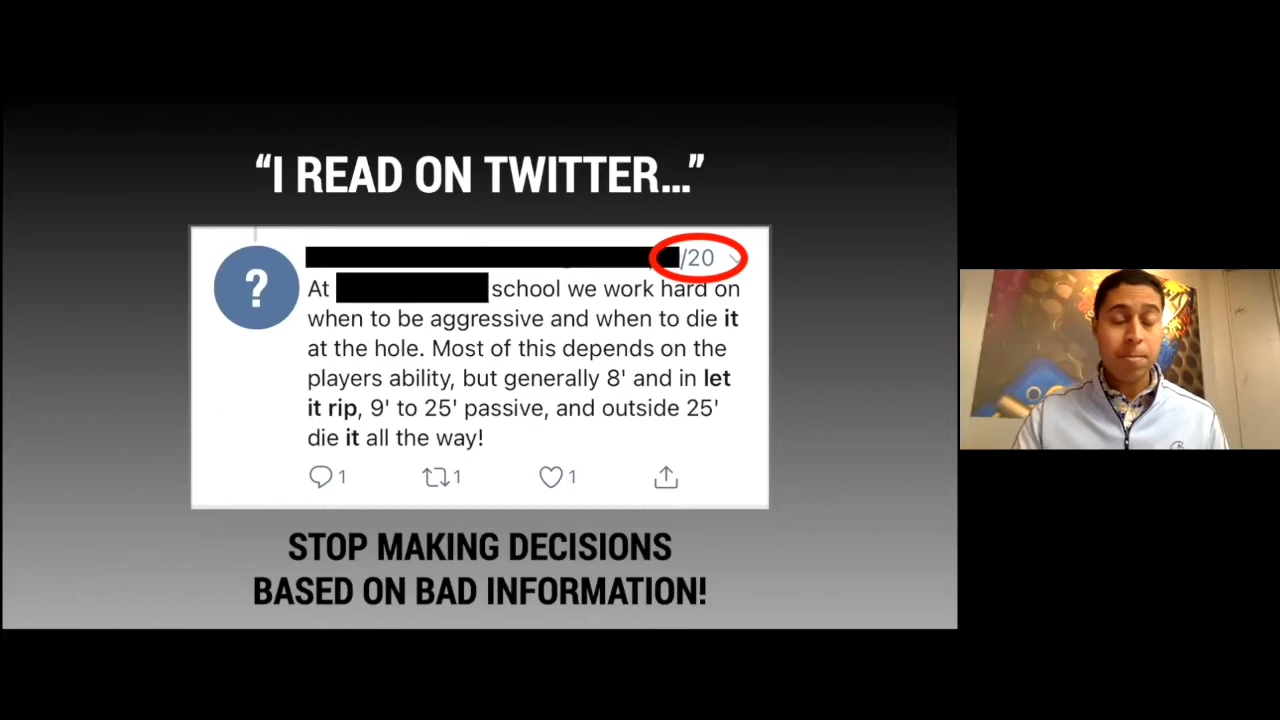 “I READ ON TWITTER...”
?
/20
At school we work hard on
when to be aggressive and when to die it
at the hole. Most of this depends on the
players ability, but generally 8' and in let
it rip, 9' to 25' passive, and outside 25'
die it all the way!
1 1 1
STOP MAKING DECISIONS
BASED ON BAD INFORMATION!